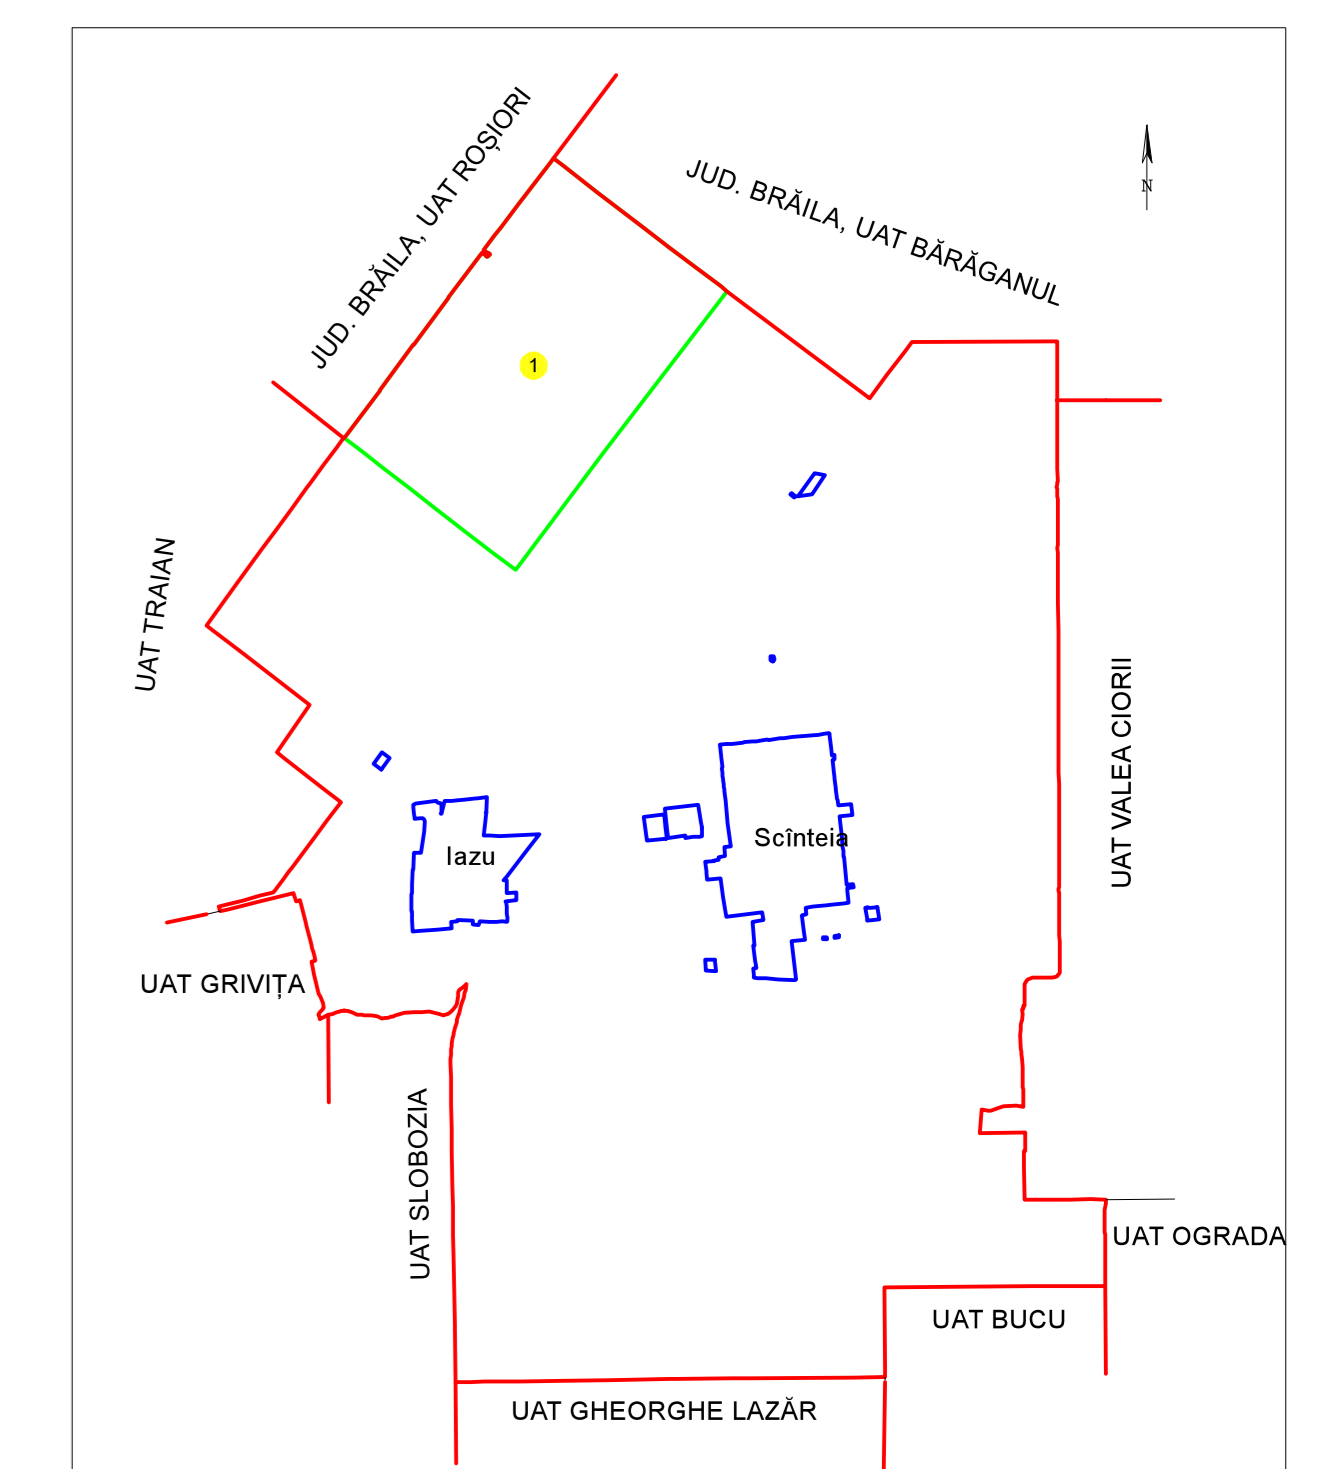 JUD. BRĂILA, UAT ROȘIORI
JUD. BRĂILA, UAT BĂRĂGANUL
N
1
UAT TRAIAN
UAT VALEA CIORII
Scînteia
Iazu
UAT GRIVIȚA
UAT SLOBOZIA
UAT OGRADA
UAT BUCU
UAT GHEORGHE LAZĂR